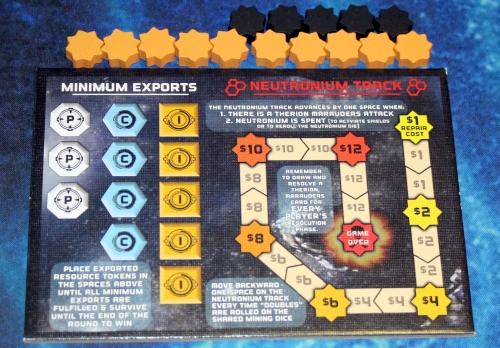 MINIMUM EXPORTS
P C I
P C I
P C I
C I
I
PLACE EXPORTED
RESOURCE TOKENS IN
THE SPACES ABOVE
UNTIL ALL MINIMUM
EXPORTS ARE
FULFILLED & SURVIVE
UNTIL THE END OF THE
ROUND TO WIN
NEUTRONIUM TRACK
THE NEUTRONIUM TRACK ADVANCES BY ONE SPACE WHEN:
1. THERE IS A THERION MARAUDERS ATTACK
2. NEUTRONIUM IS SPENT (TO ACTIVATE SHIELDS
OR TO REROLL THE NEUTRONIUM DIE)
$1
REPAIR
COST
$1
$1
$2
$2
$2
$4
$4
$4
$6
$6
$6
$8
$8
$8
$10
$10
$10
$12
$12
$12
GAME
OVER
REMEMBER
TO DRAW AND
RESOLVE A
THERION
MARAUDERS
CARD FOR
EVERY
PLAYER'S
RESOLUTION
PHASE.
MOVE BACKWARD
ONE SPACE ON THE
NEUTRONIUM TRACK
EVERY TIME "DOUBLES"
ARE ROLLED ON THE
SHARED MINING DICE